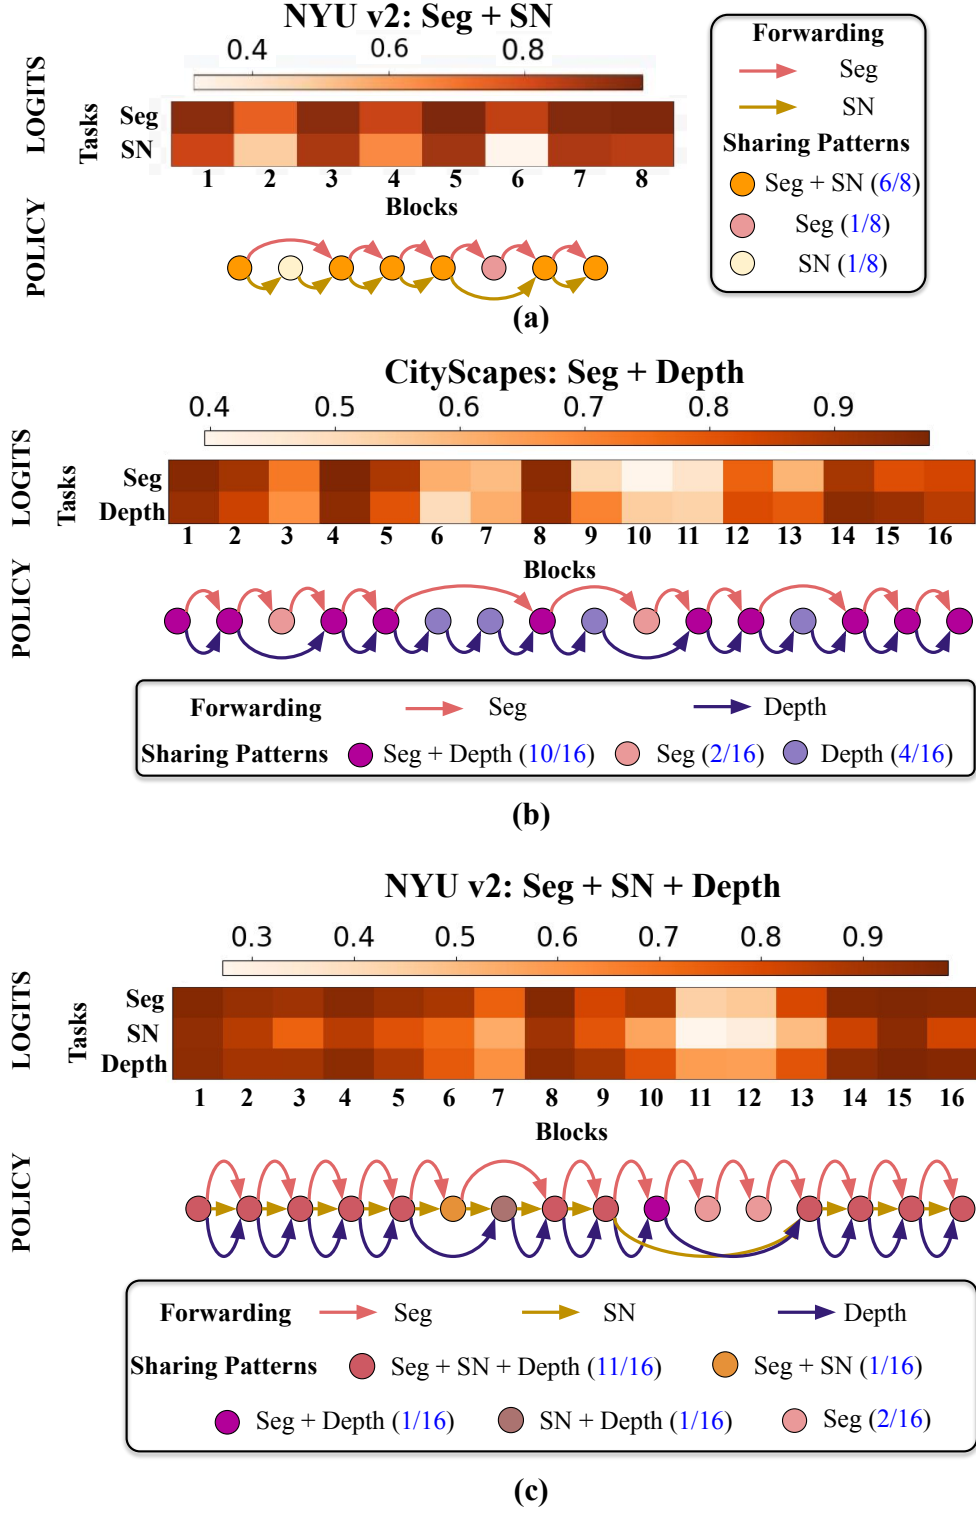 NYU v2: Seg + SN
0.4 0.6 0.8
LOGITS
Tasks
Seg
SN
1 2 3 4 5 6 7 8
Blocks
POLICY
Forwarding
Seg
SN
Sharing Patterns
Seg + SN (6/8)
Seg (1/8)
SN (1/8)
(a)
CityScapes: Seg + Depth
0.4 0.5 0.6 0.7 0.8 0.9
LOGITS
Tasks
Seg
Depth
1 2 3 4 5 6 7 8 9 10 11 12 13 14 15 16
Blocks
POLICY
Forwarding Seg Depth
Sharing Patterns Seg + Depth (10/16) Seg (2/16) Depth (4/16)
(b)
NYU v2: Seg + SN + Depth
0.3 0.4 0.5 0.6 0.7 0.8 0.9
LOGITS
Tasks
Seg
SN
Depth
1 2 3 4 5 6 7 8 9 10 11 12 13 14 15 16
Blocks
POLICY
Forwarding Seg SN Depth
Sharing Patterns Seg + SN + Depth (11/16) Seg + SN (1/16)
Seg + Depth (1/16) SN + Depth (1/16) Seg (2/16)
(c)